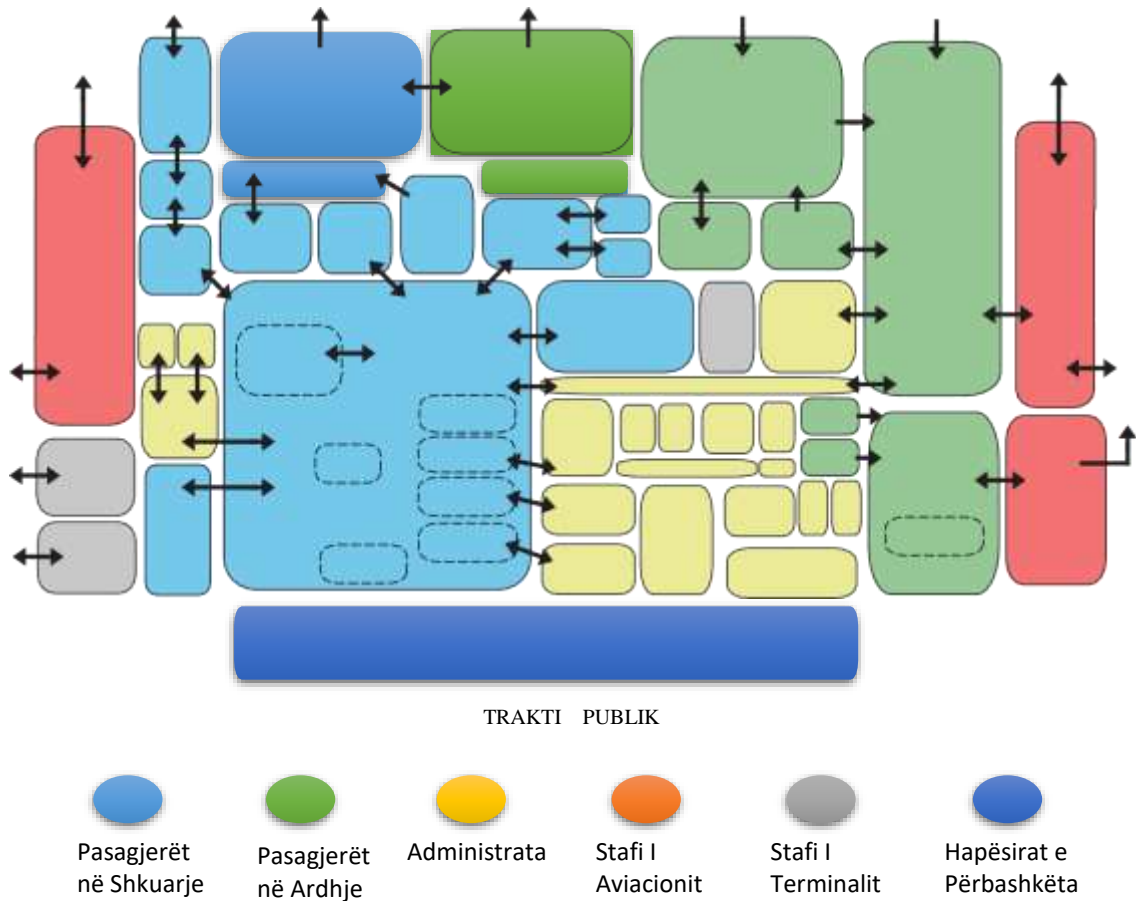 TRAKTI PUBLIK
Pasagjerët
në Shkuarje
Pasagjerët
në Ardhje
Administrata
Stafi I
Aviacionit
Stafi I
Terminalit
Hapësirat e
Përbashkëta